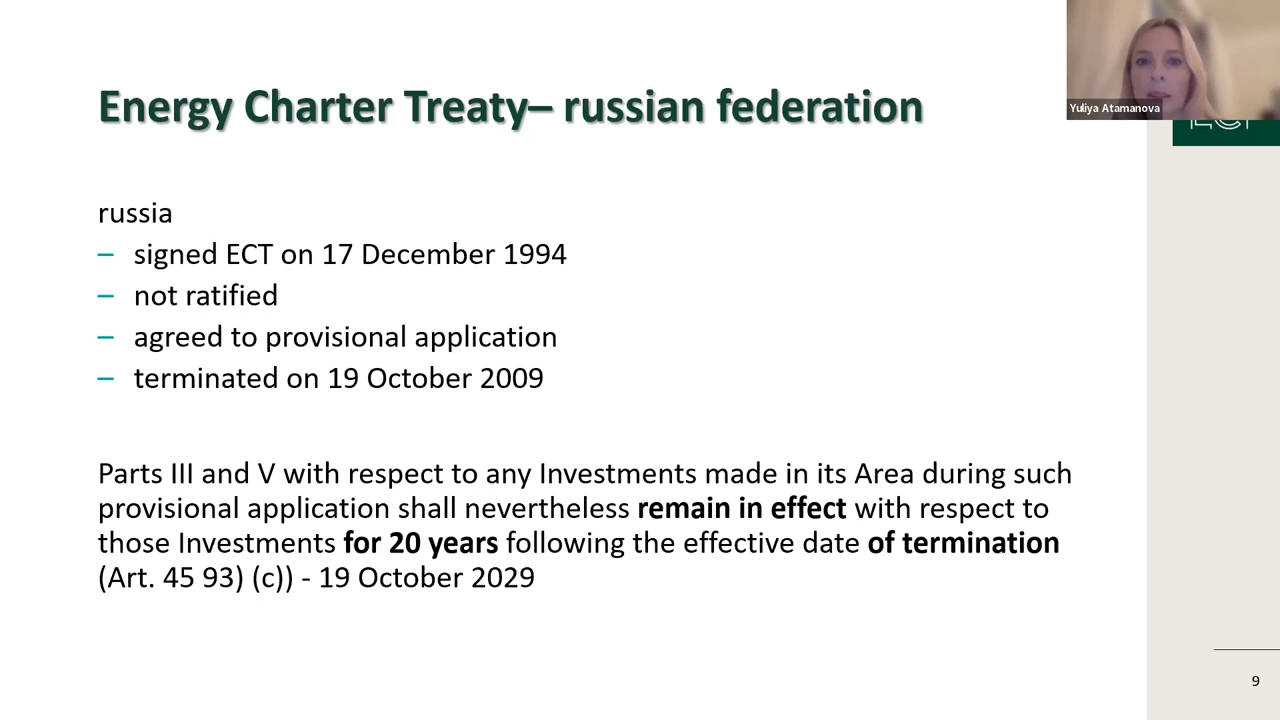 Energy Charter Treaty– russian federation
Yuliya Atamanova
russia
– signed ECT on 17 December 1994
– not ratified
– agreed to provisional application
– terminated on 19 October 2009
Parts III and V with respect to any Investments made in its Area during such
provisional application shall nevertheless remain in effect with respect to
those Investments for 20 years following the effective date of termination
(Art. 45 93) (c)) - 19 October 2029
9